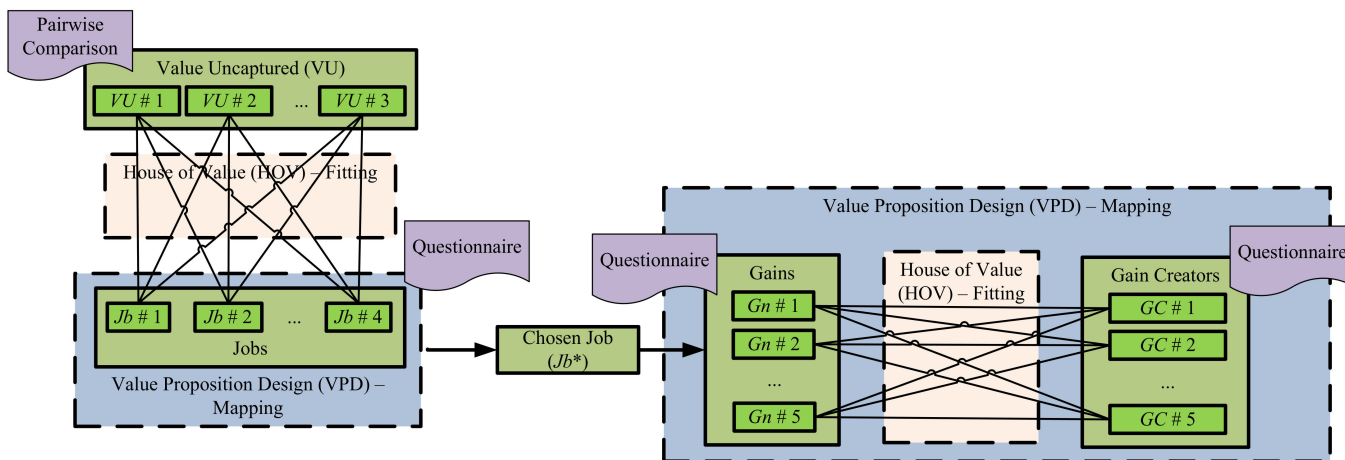 Pairwise
Comparison
Value Uncaptured (VU)
VU # 1
VU # 2
...
VU # 3
House of Value (HOV) – Fitting
Questionnaire
Jb # 1
Jb # 2
...
Jb # 4
Jobs
Value Proposition Design (VPD) –
Mapping
Chosen Job
(Jb*)
Value Proposition Design (VPD) – Mapping
Questionnaire
Gains
Gn # 1
Gn # 2
...
Gn # 5
House of Value
(HOV) – Fitting
Questionnaire
Gain Creators
GC # 1
GC # 2
...
GC # 5